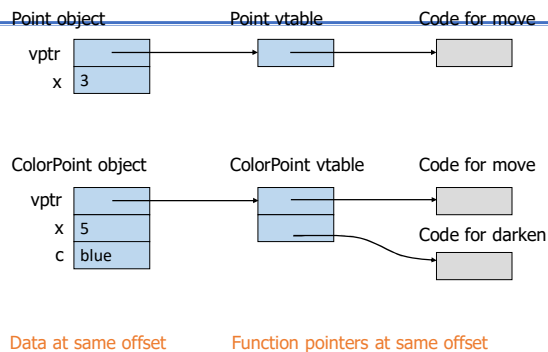 Point object Point vtable Code for move
vptr
x 3
ColorPoint object ColorPoint vtable Code for move
vptr
x 5
Code for darken
c blue
Data at same offset Function pointers at same offset